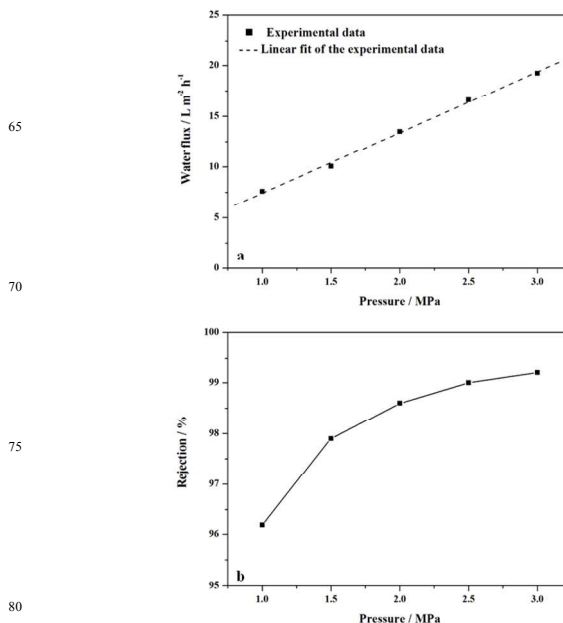 25
Experimental data
Linear fit of the experimental data
20
15
10
5
0
Water flux / L m⁻² h⁻¹
a
1.0 1.5 2.0 2.5 3.0
Pressure / MPa
100
99
98
97
96
95
Rejection / %
b
1.0 1.5 2.0 2.5 3.0
Pressure / MPa
65
70
75
80